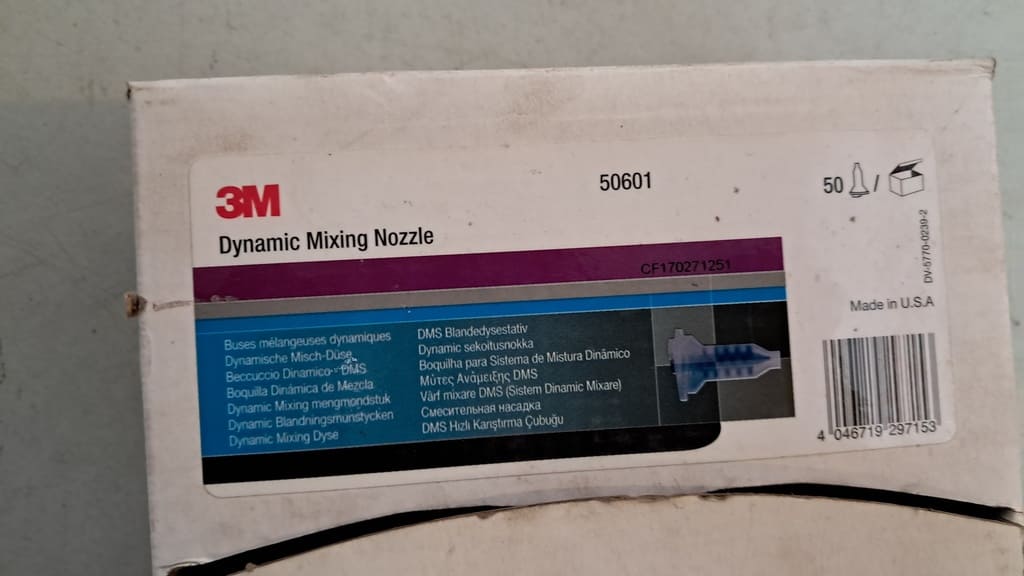 3M
50601
50 /
Dynamic Mixing Nozzle
CF170271251
DV-5770-0239-2
Made in U.S.A
Buses mélangeuses dynamiques
Dynamische Misch-Düse
Beccuccio Dinamico - DMS
Boquilla Dinámica de Mezcla
Dynamic Mixing mengmondstuk
Dynamic Blandningsmunstycken
Dynamic Mixing Dyse
DMS Blandedysestativ
Dynamic sekoitusnokka
Boquilha para Sistema de Mistura Dinâmico
Μύτες Ανάμειξης DMS
Vârf mixare DMS (Sistem Dinamic Mixare)
Смесительная насадка
DMS Hızlı Karıştırma Çubuğu
4 046719 297153